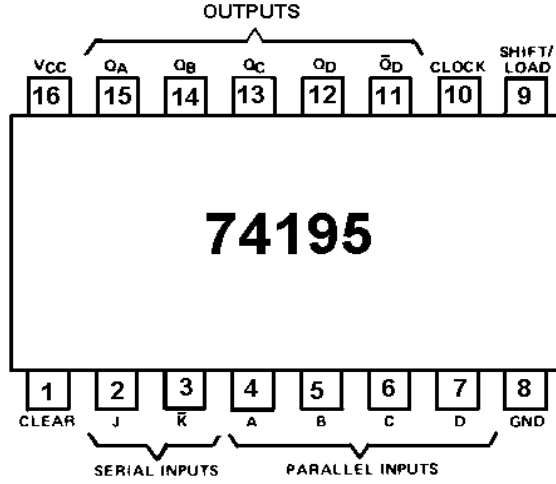 OUTPUTS
VCC QA QB QC QD Q̅D CLOCK SHIFT/
LOAD
16 15 14 13 12 11 10 9
74195
1 2 3 4 5 6 7 8
CLEAR J K̅ A B C D GND
SERIAL INPUTS PARALLEL INPUTS